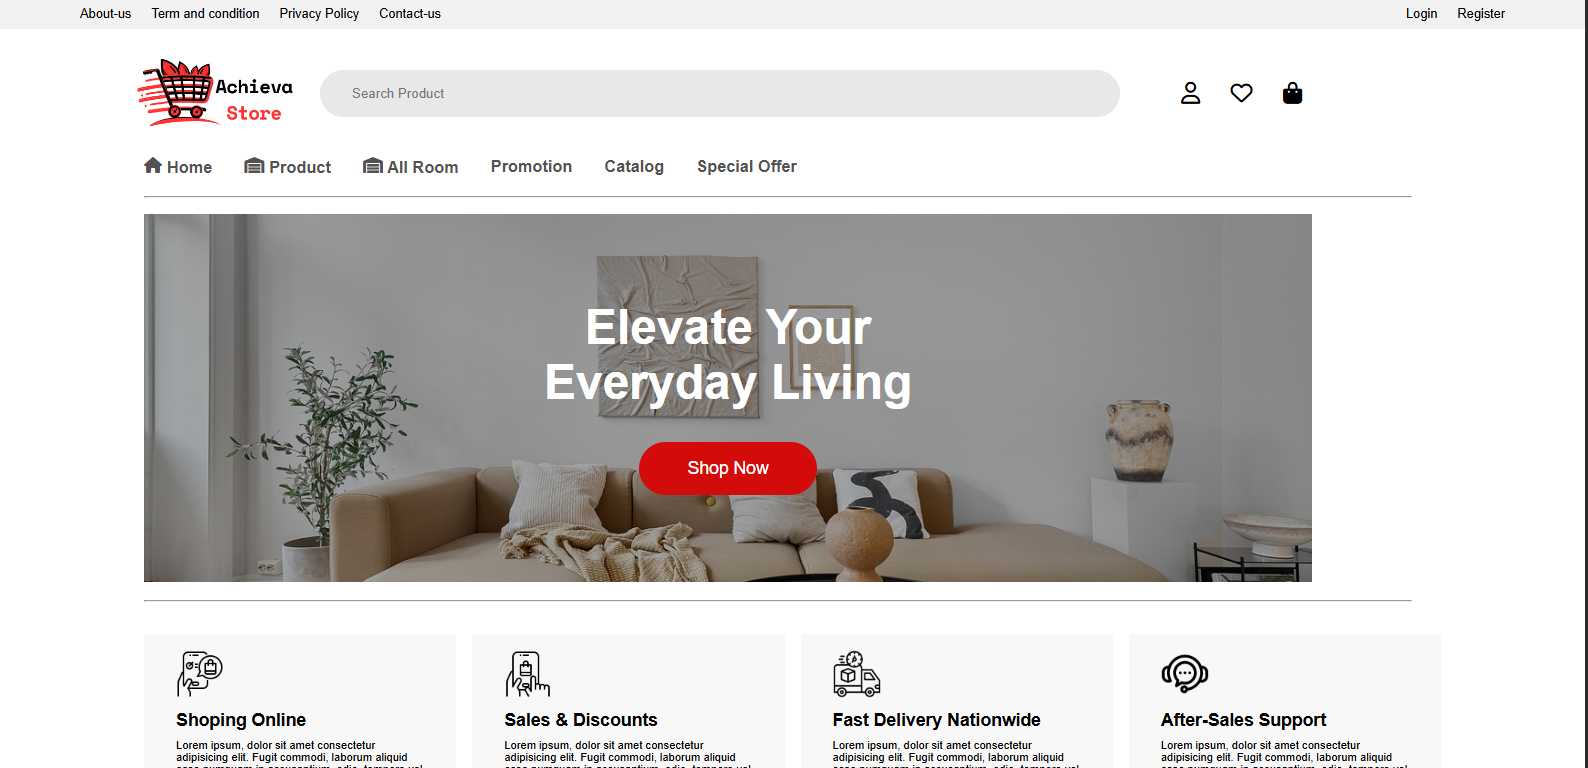 About-us Term and condition Privacy Policy Contact-us Login Register
Achieva
Store
Search Product
Home Product All Room Promotion Catalog Special Offer
Elevate Your
Everyday Living
Shop Now
Shoping Online
Lorem ipsum, dolor sit amet consectetur
adipisicing elit. Fugit commodi, laborum aliquid
Sales & Discounts
Lorem ipsum, dolor sit amet consectetur
adipisicing elit. Fugit commodi, laborum aliquid
Fast Delivery Nationwide
Lorem ipsum, dolor sit amet consectetur
adipisicing elit. Fugit commodi, laborum aliquid
After-Sales Support
Lorem ipsum, dolor sit amet consectetur
adipisicing elit. Fugit commodi, laborum aliquid